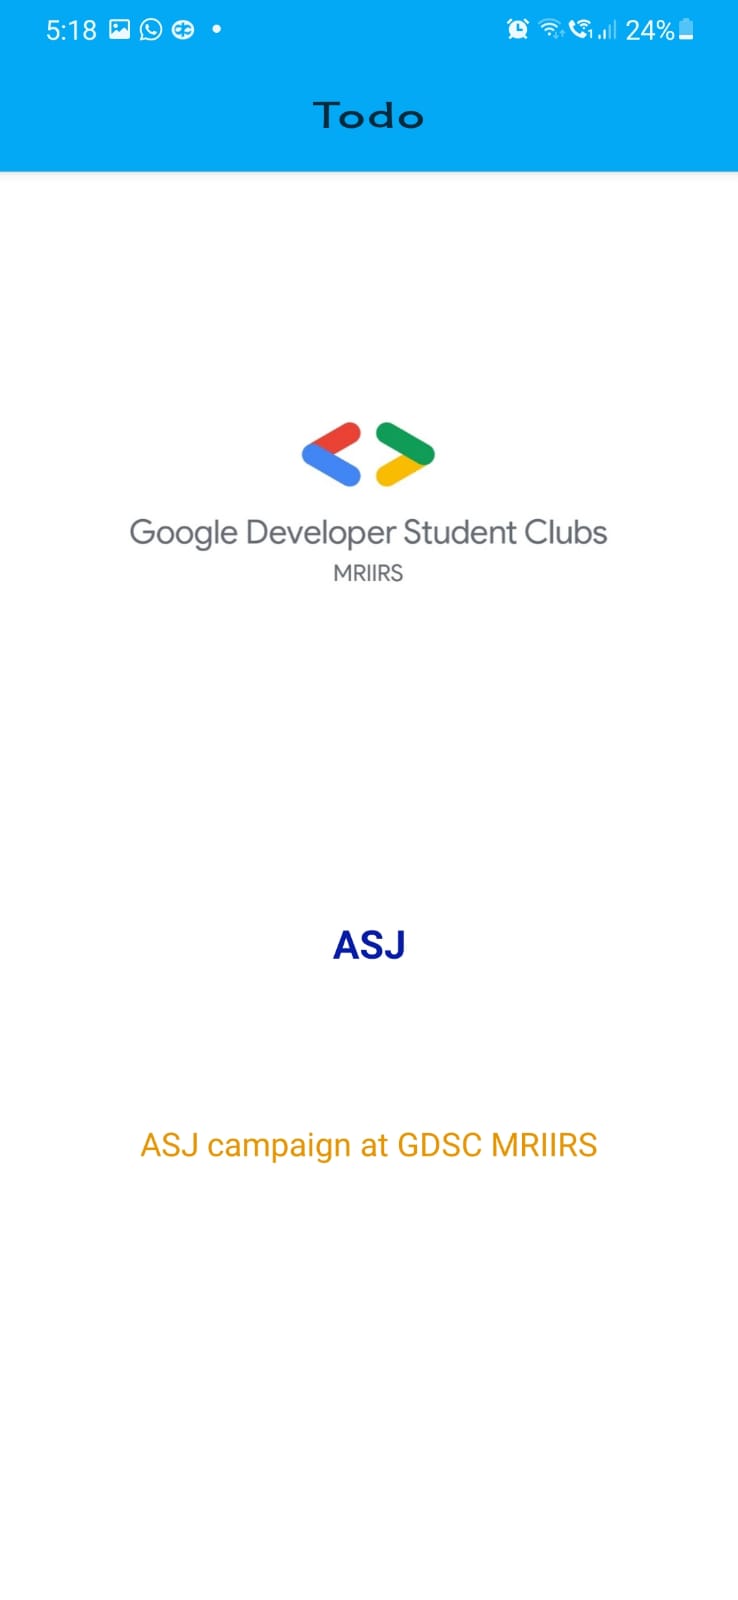 5:18 24%
Todo
Google Developer Student Clubs
MRIIRS
ASJ
ASJ campaign at GDSC MRIIRS